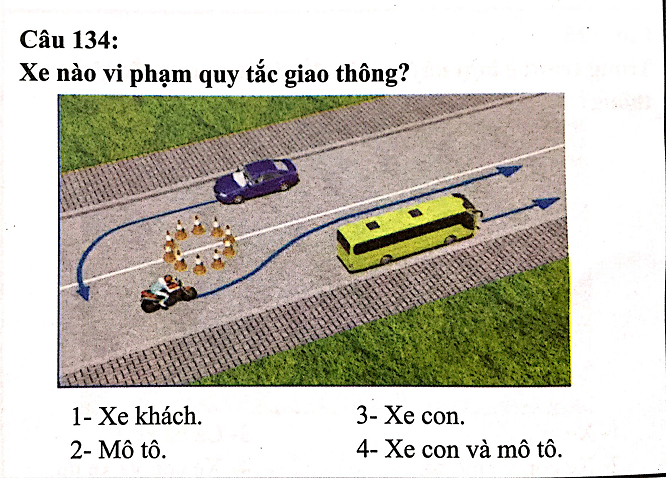 Câu 134:
Xe nào vi phạm quy tắc giao thông?
1- Xe khách.
3- Xe con.
2- Mô tô.
4- Xe con và mô tô.